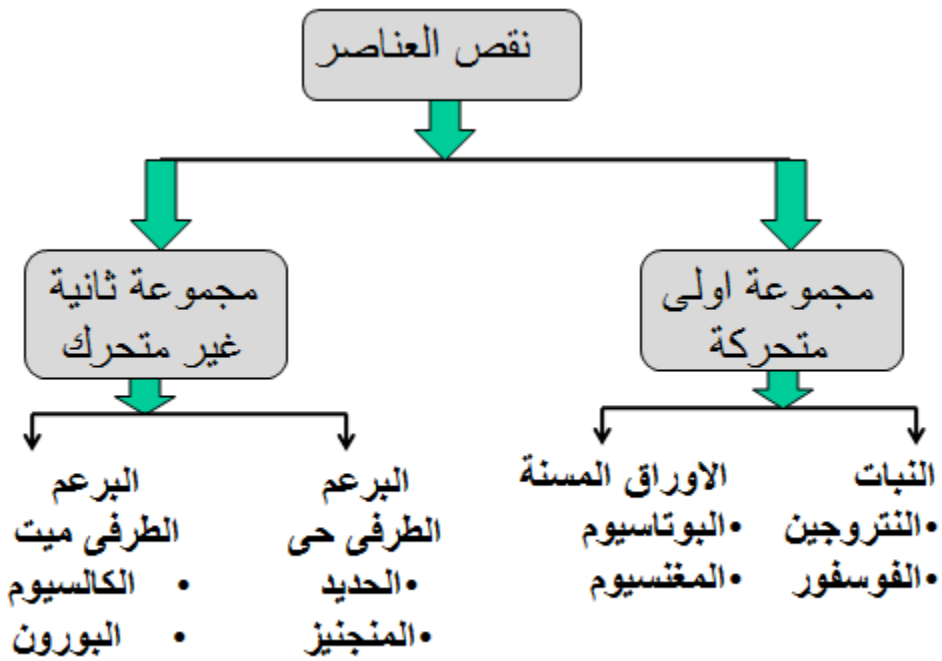 نقص العناصر
مجموعة اولى
متحركة
مجموعة ثانية
غير متحرك
النبات
•النتروجين
•الفوسفور
الاوراق المسنة
•البوتاسيوم
•المغنسيوم
البرعم
الطرفى حى
•الحديد
•المنجنيز
البرعم
الطرفى ميت
• الكالسيوم
• البورون